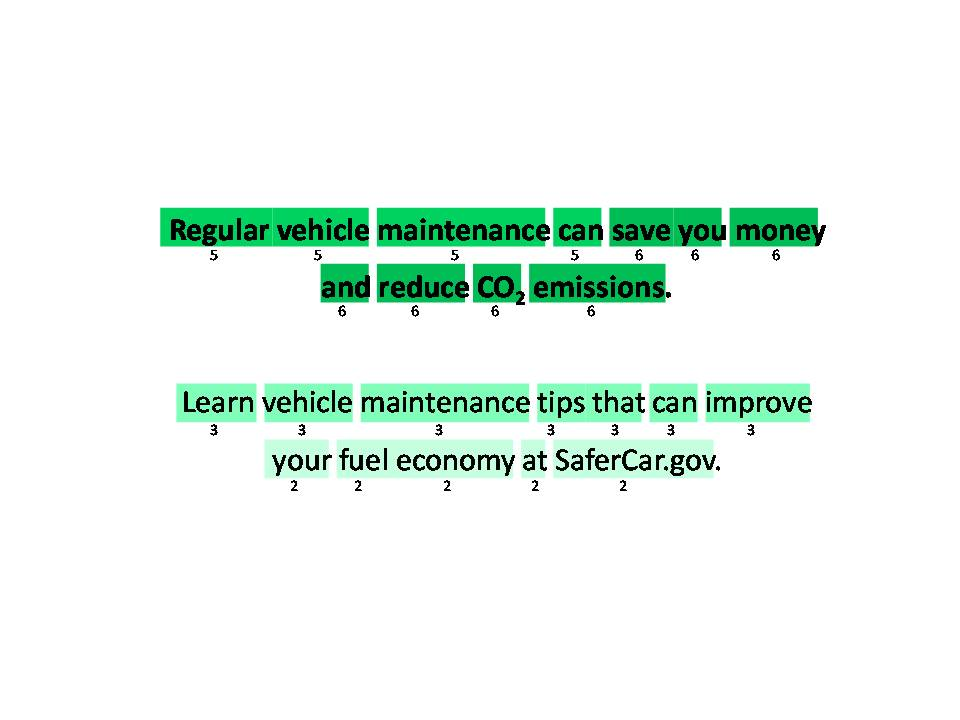 Regular vehicle maintenance can save you money
5 5 5 5 6 6 6
and reduce CO₂ emissions.
6 6 6 6
Learn vehicle maintenance tips that can improve
3 3 3 3 3 3 3
your fuel economy at SaferCar.gov.
2 2 2 2 2